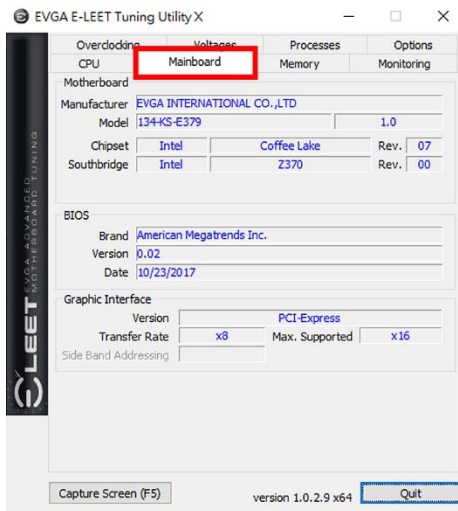 EVGA E-LEET Tuning Utility X
Overclocking Voltages Processes Options
CPU Mainboard Memory Monitoring
Motherboard
Manufacturer EVGA INTERNATIONAL CO.,LTD
Model 134-KS-E379 1.0
Chipset Intel Coffee Lake Rev. 07
Southbridge Intel Z370 Rev. 00
BIOS
Brand American Megatrends Inc.
Version 0.02
Date 10/23/2017
Graphic Interface
Version PCI-Express
Transfer Rate x8 Max. Supported x16
Side Band Addressing
Capture Screen (F5) version 1.0.2.9 x64 Quit
E-LEET EVGA ADVANCED
MOTHERBOARD TUNING